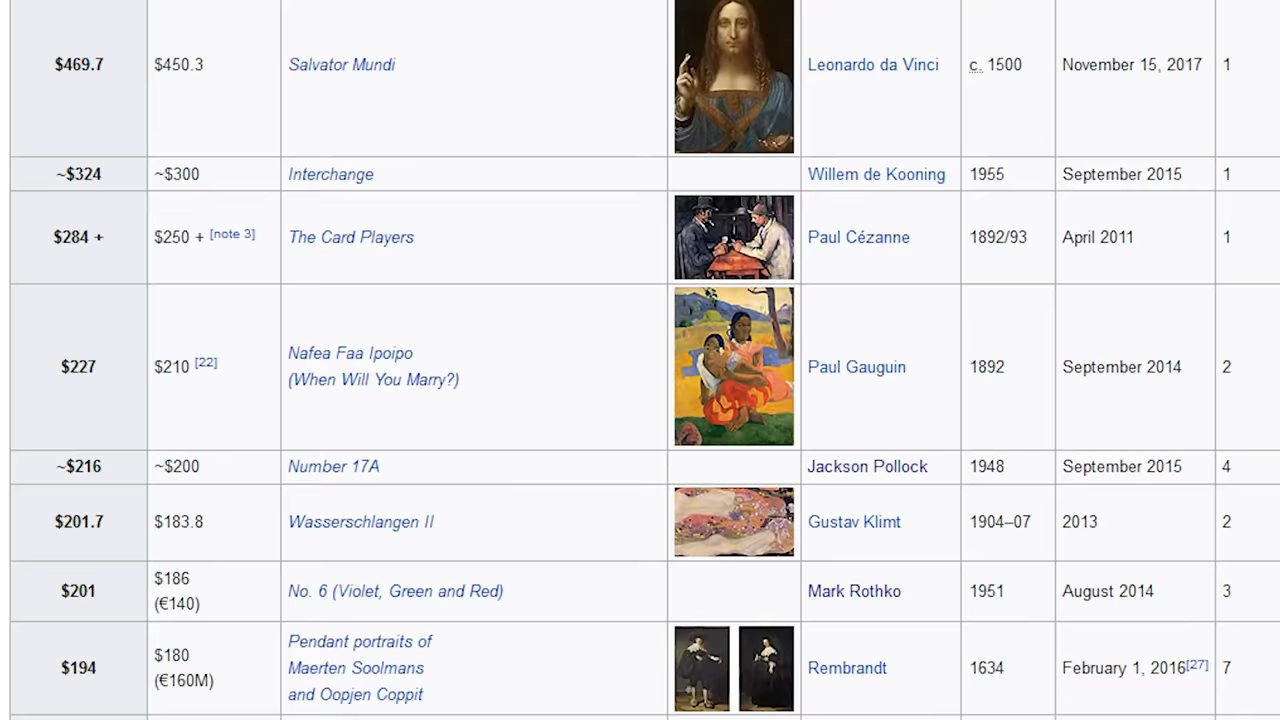 $469.7 $450.3 Salvator Mundi Leonardo da Vinci c. 1500 November 15, 2017 1
~$324 ~$300 Interchange Willem de Kooning 1955 September 2015 1
$284 + $250 + [note 3] The Card Players Paul Cézanne 1892/93 April 2011 1
$227 $210 [22] Nafea Faa Ipoipo
(When Will You Marry?) Paul Gauguin 1892 September 2014 2
~$216 ~$200 Number 17A Jackson Pollock 1948 September 2015 4
$201.7 $183.8 Wasserschlangen II Gustav Klimt 1904–07 2013 2
$201 $186
(€140) No. 6 (Violet, Green and Red) Mark Rothko 1951 August 2014 3
$194 $180
(€160M) Pendant portraits of
Maerten Soolmans
and Oopjen Coppit Rembrandt 1634 February 1, 2016[27] 7